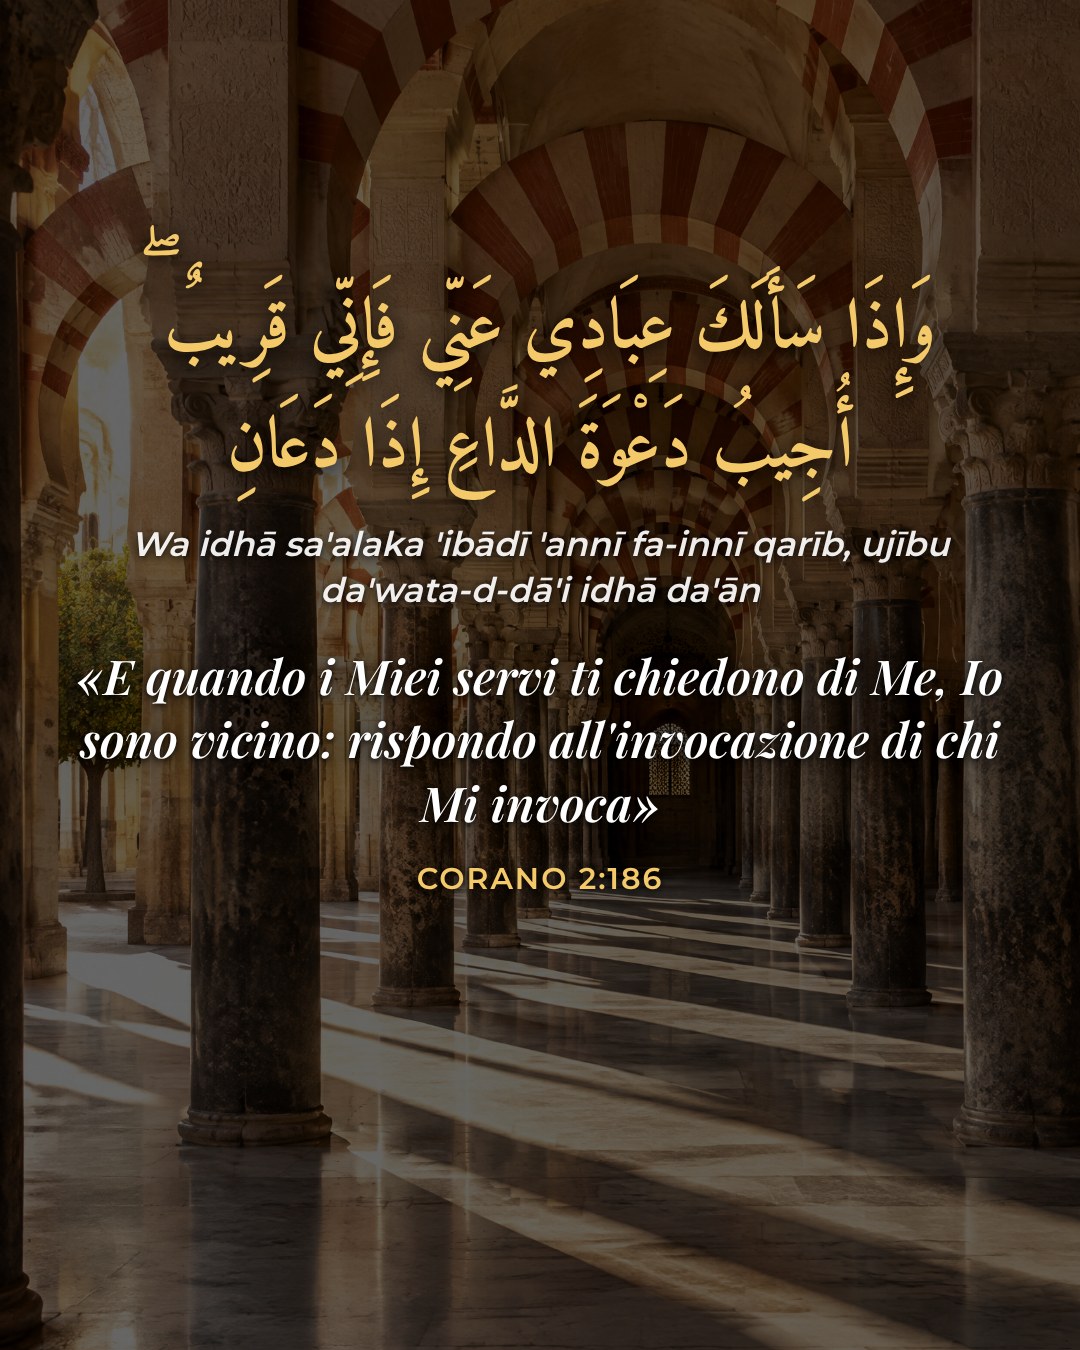 وَإِذَا سَأَلَكَ عِبَادِي عَنِّي فَإِنِّي قَرِيبٌ ۖ
أُجِيبُ دَعْوَةَ الدَّاعِ إِذَا دَعَانِ
Wa idhā sa'alaka 'ibādī 'annī fa-innī qarīb, ujību
da'wata-d-dā'i idhā da'ān
«E quando i Miei servi ti chiedono di Me, Io
sono vicino: rispondo all'invocazione di chi
Mi invoca»
CORANO 2:186